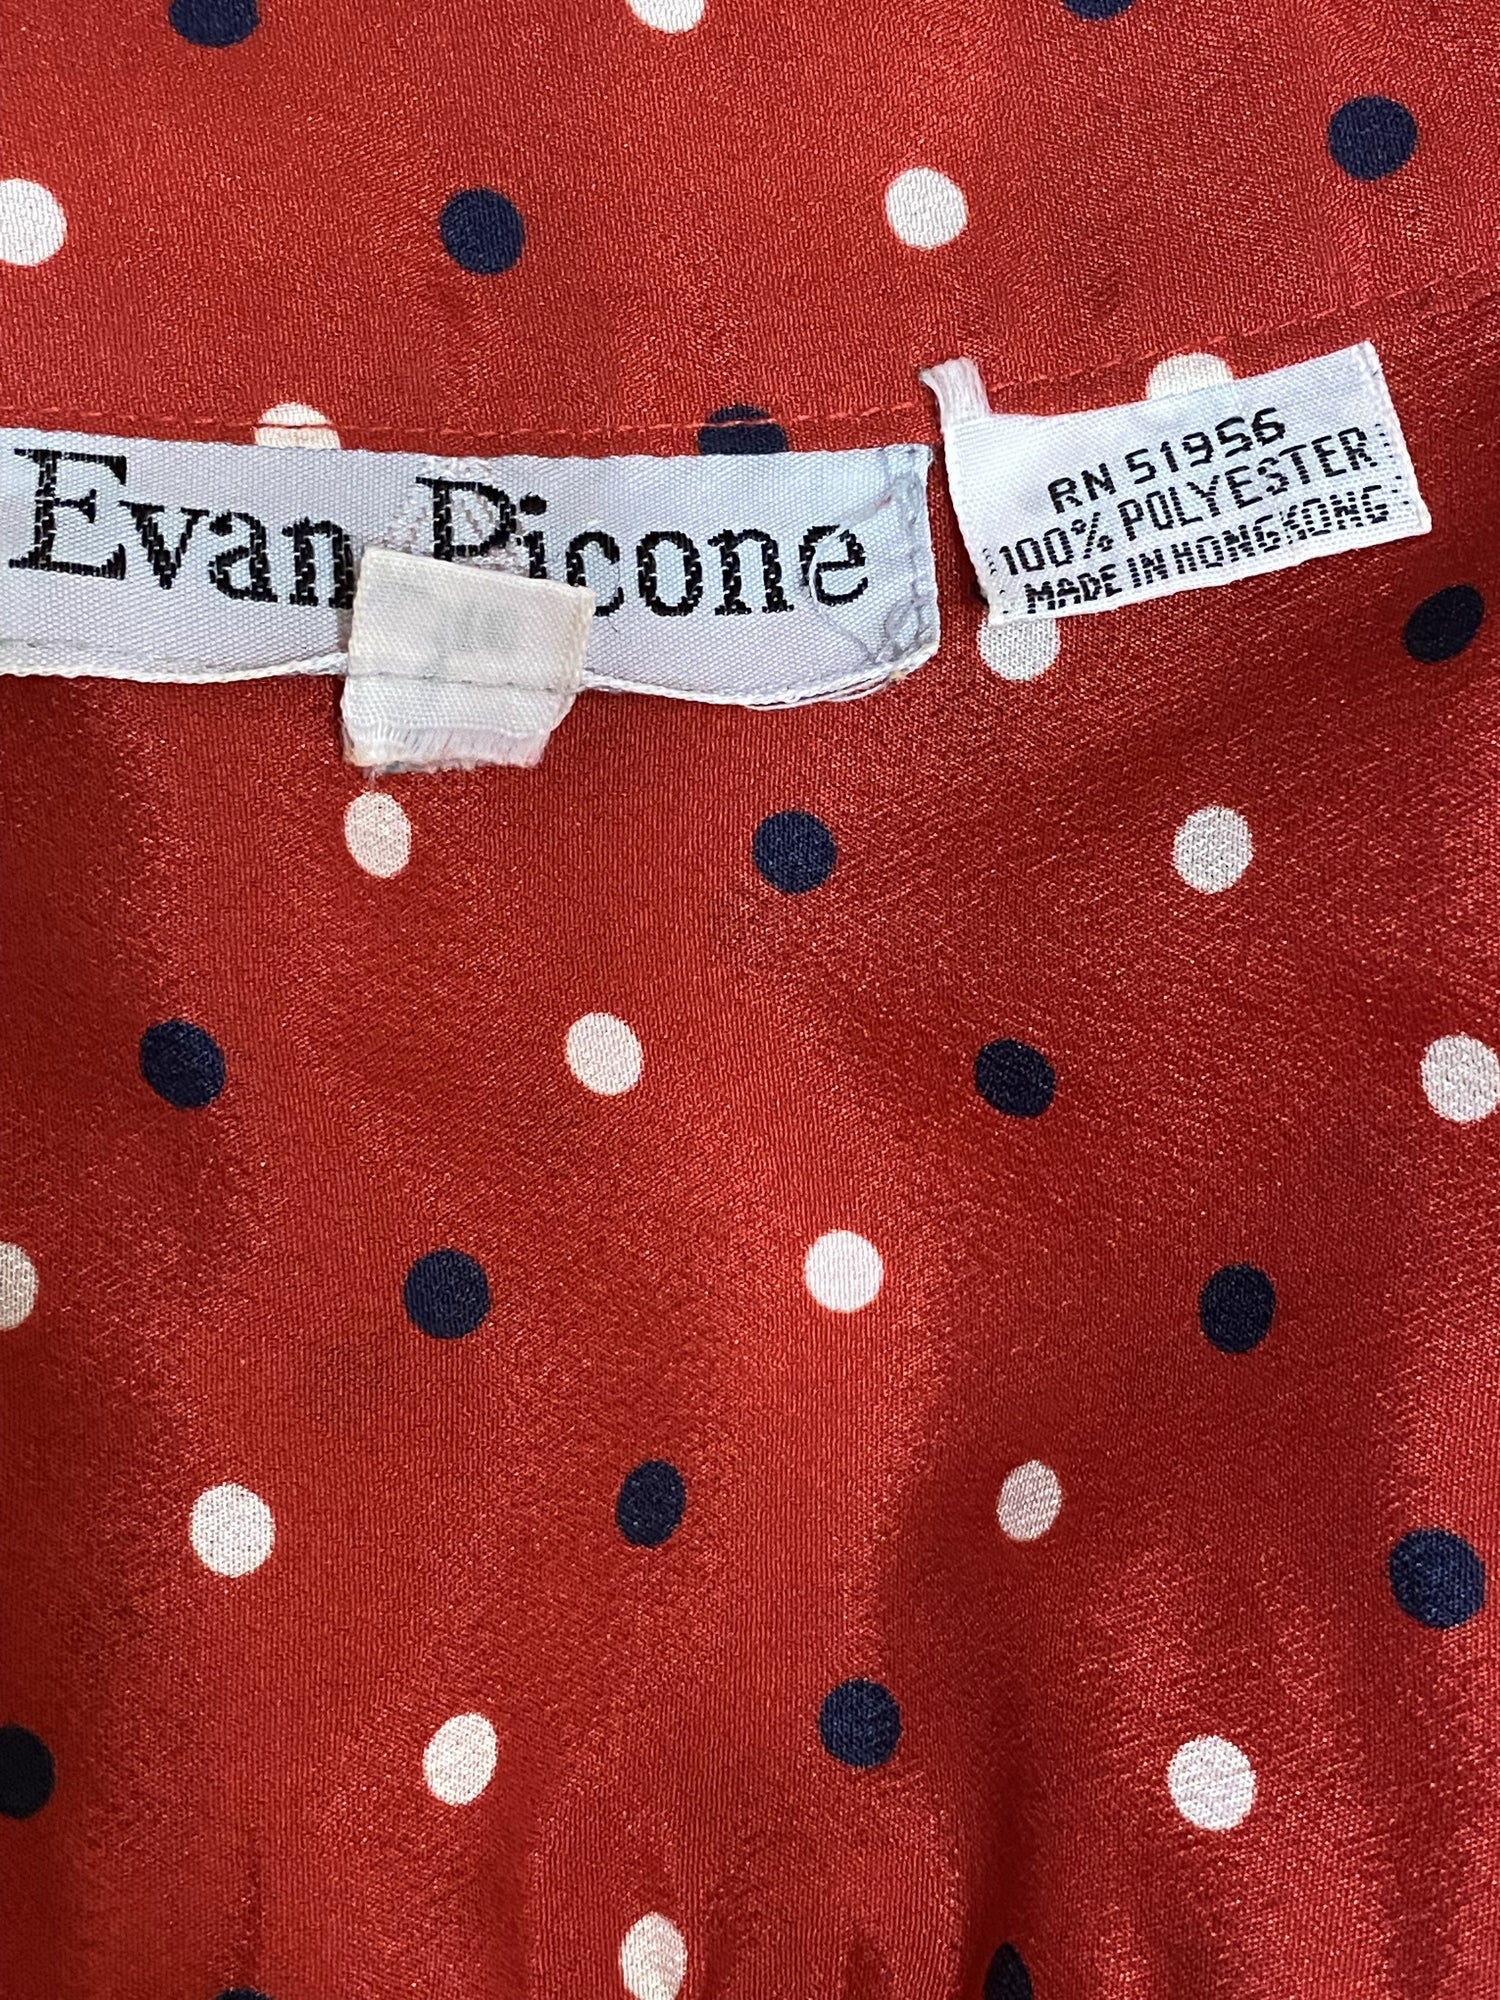 Evan Picone
RN 51956
100% POLYESTER
MADE IN HONG KONG